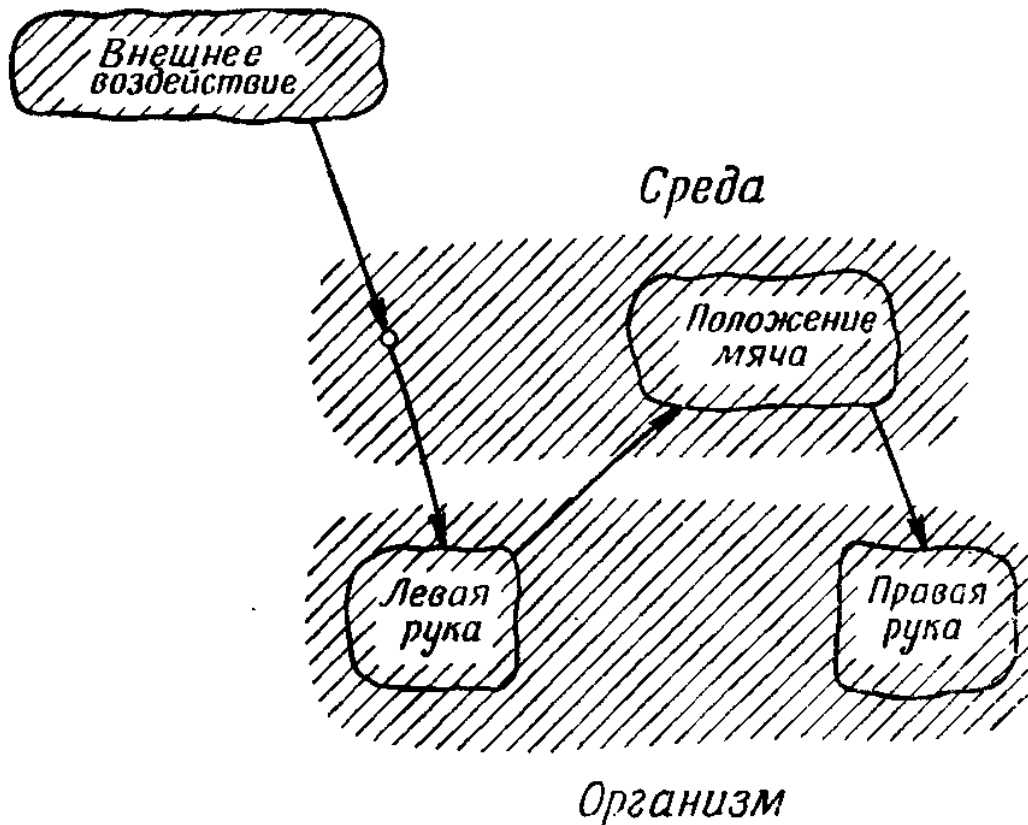 Внешнее
воздействие
Среда
Положение
мяча
Левая
рука
Правая
рука
Организм